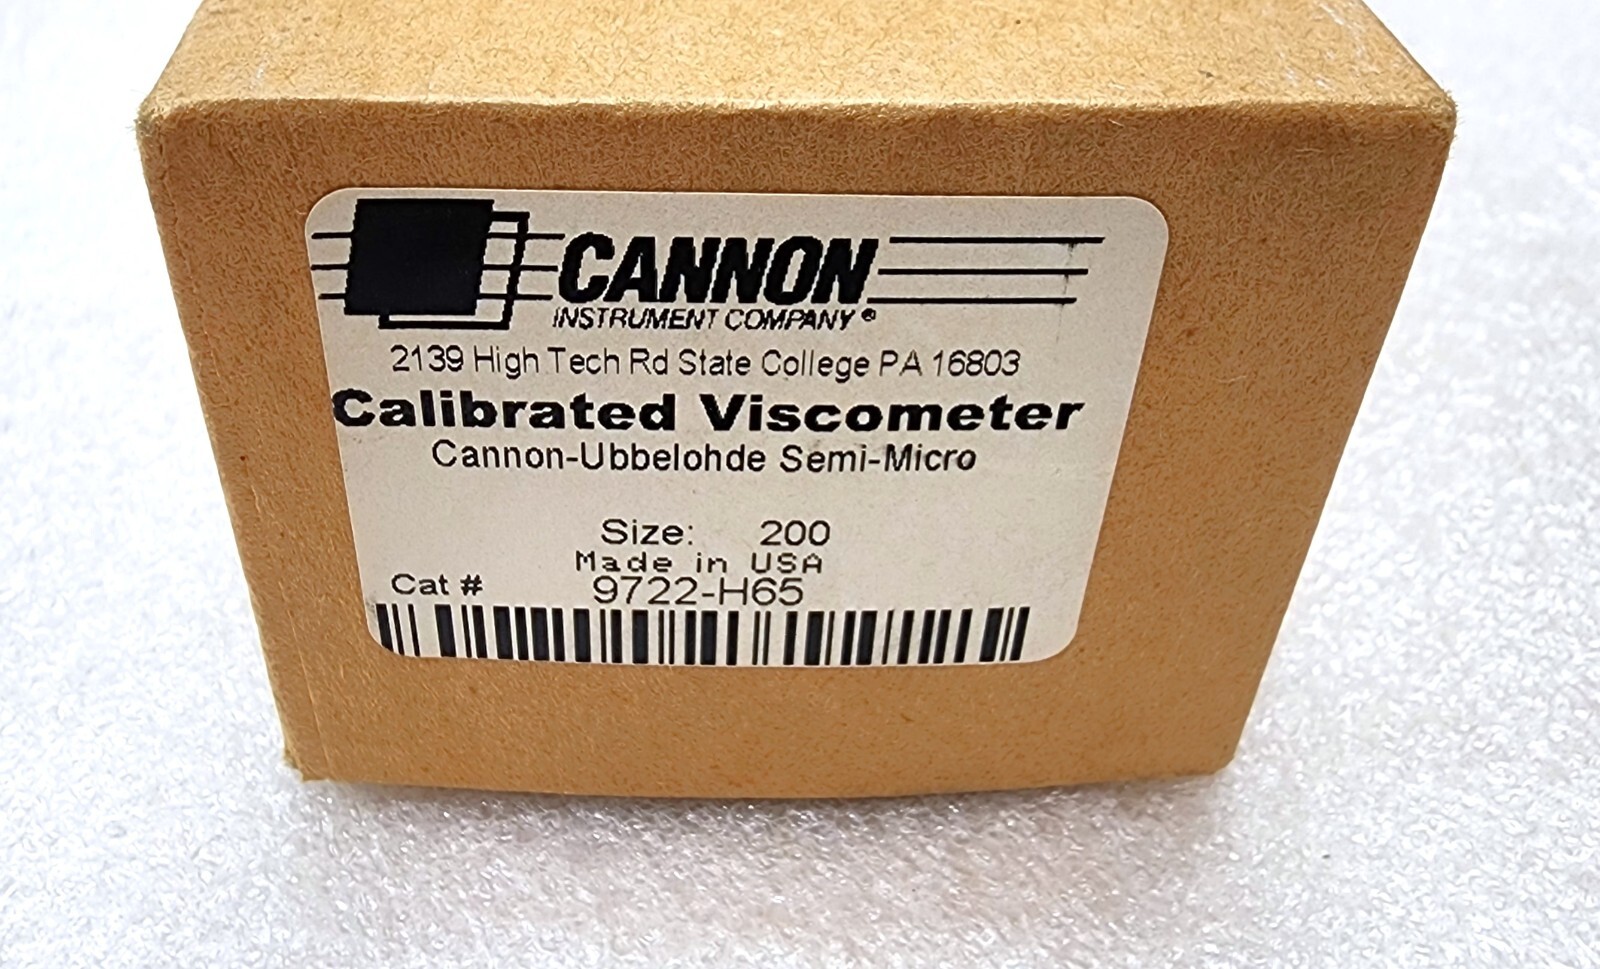 CANNON
INSTRUMENT COMPANY ®
2139 High Tech Rd State College PA 16803
Calibrated Viscometer
Cannon-Ubbelohde Semi-Micro
Size: 200
Made in USA
Cat # 9722-H65